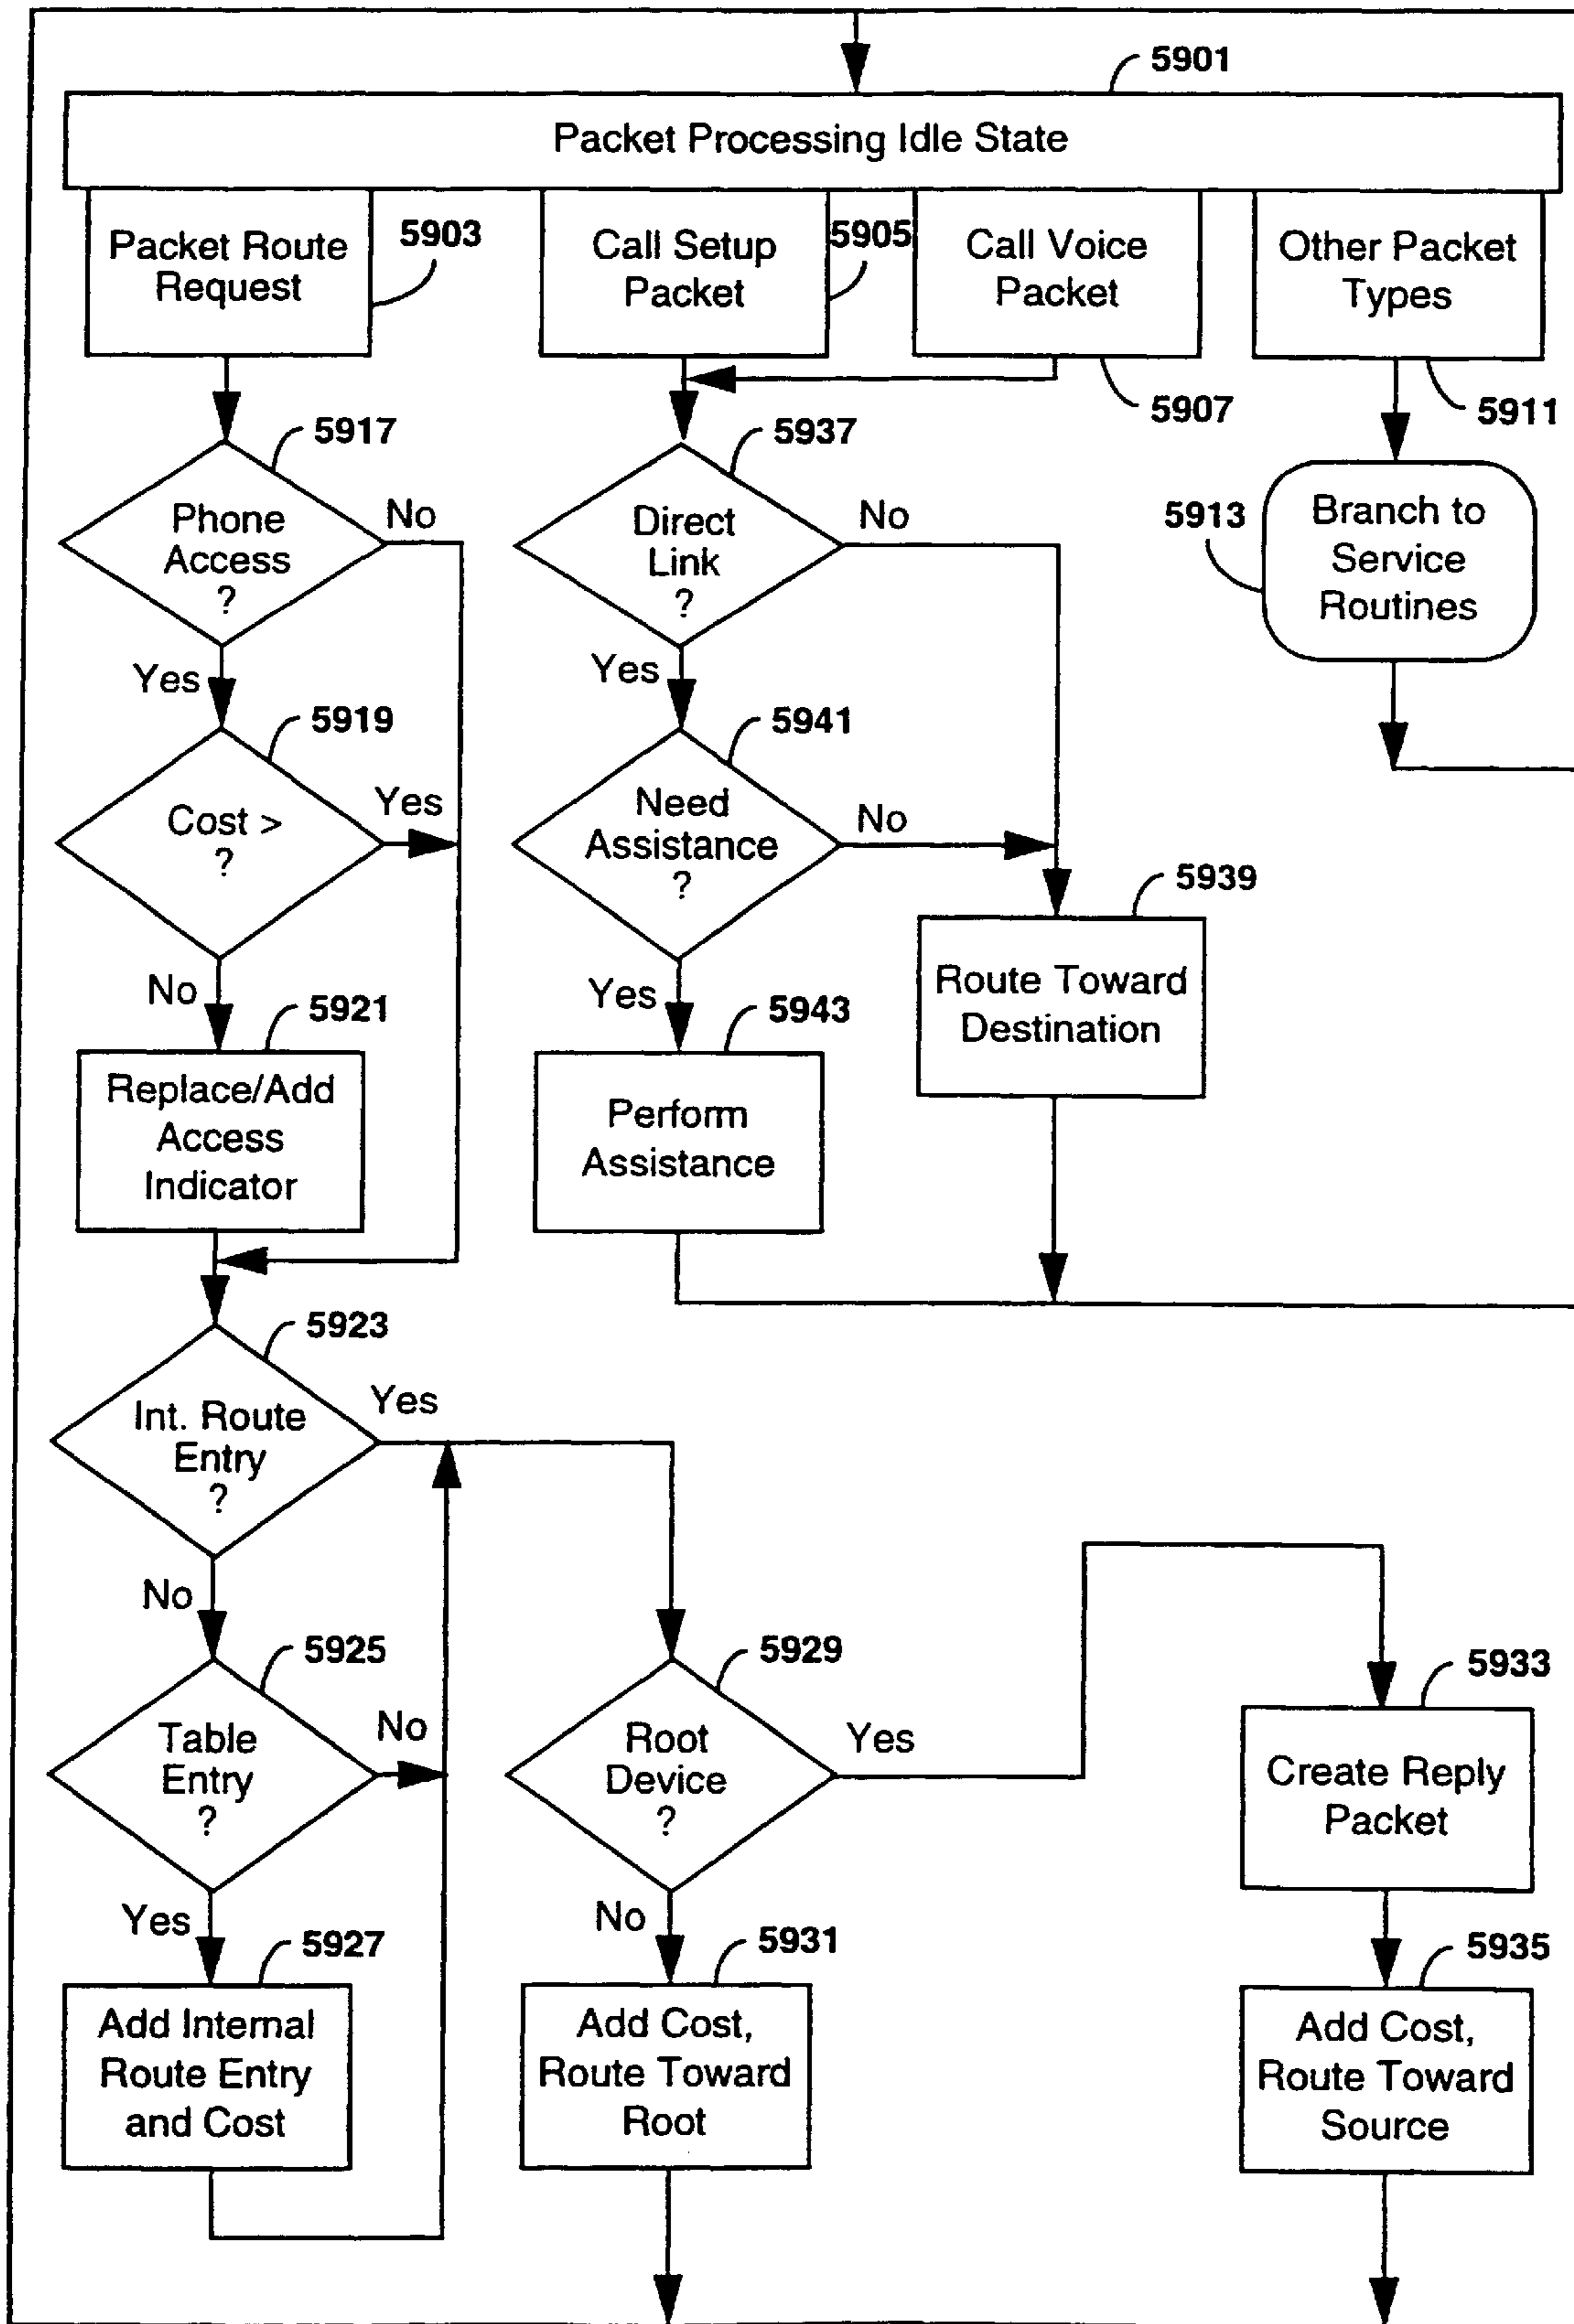 5901
Packet Processing Idle State
Packet Route
Request
5903
Call Setup
Packet
5905
Call Voice
Packet
5907
Other Packet
Types
5911
5917
Phone
Access
?
No
Yes
5937
Direct
Link
?
No
Yes
5913
Branch to
Service
Routines
5919
Cost >
?
Yes
No
5941
Need
Assistance
?
No
Yes
5939
Route Toward
Destination
5921
Replace/Add
Access
Indicator
5943
Perform
Assistance
5923
Int. Route
Entry
?
Yes
No
5925
Table
Entry
?
No
Yes
5929
Root
Device
?
Yes
No
5933
Create Reply
Packet
5927
Add Internal
Route Entry
and Cost
5931
Add Cost,
Route Toward
Root
5935
Add Cost,
Route Toward
Source